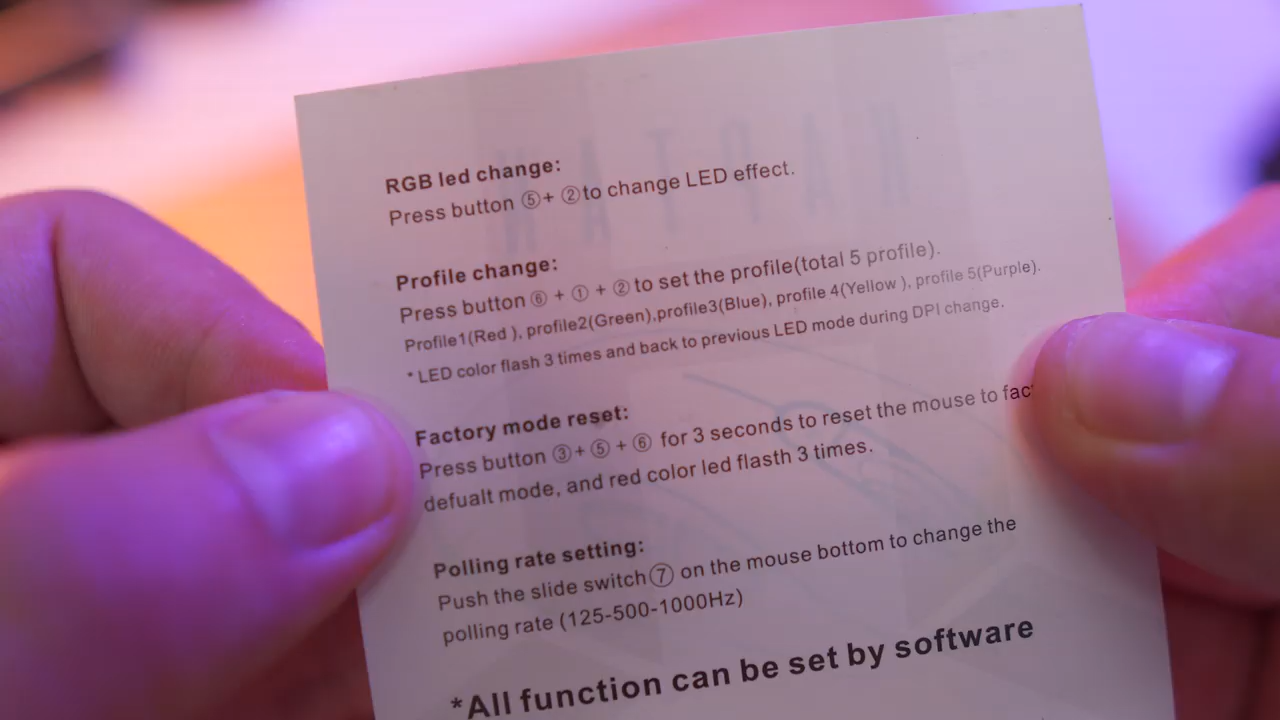 RGB led change:
Press button ⑤+ ②to change LED effect.
Profile change:
Press button ⑥ + ① + ② to set the profile(total 5 profile).
Profile1(Red ), profile2(Green),profile3(Blue), profile 4(Yellow ), profile 5(Purple).
* LED color flash 3 times and back to previous LED mode during DPI change.
Factory mode reset:
Press button ③+ ⑤ + ⑥ for 3 seconds to reset the mouse to fac
defualt mode, and red color led flasth 3 times.
Polling rate setting:
Push the slide switch⑦ on the mouse bottom to change the
polling rate (125-500-1000Hz)
*All function can be set by software